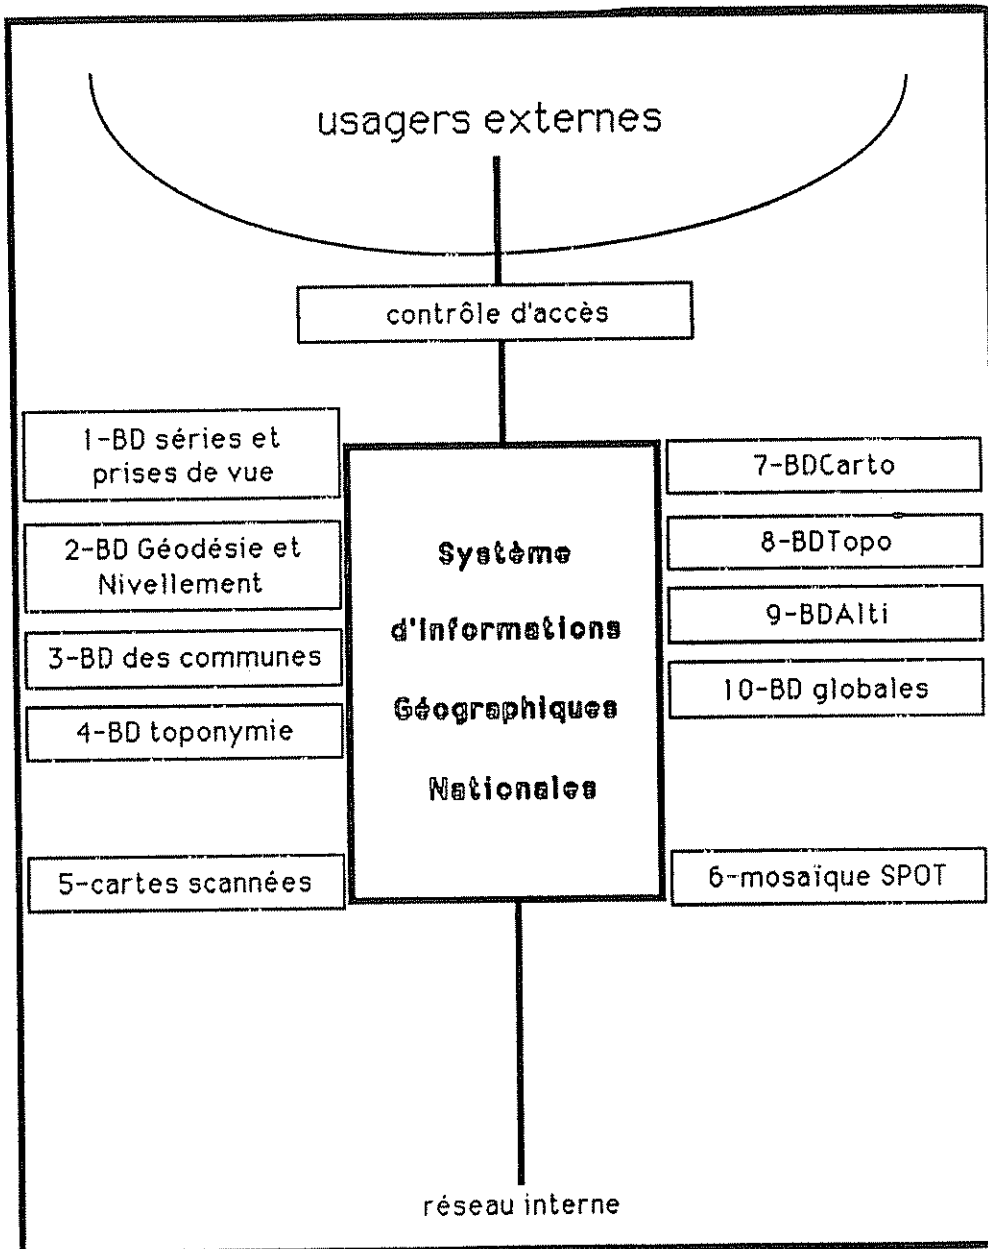 usagers externes
contrôle d'accès
1-BD séries et
prises de vue
2-BD Géodésie et
Nivellement
3-BD des communes
4-BD toponymie
5-cartes scannées
Système
d'Informations
Géographiques
Nationales
7-BDCarto
8-BDTopo
9-BDAlti
10-BD globales
6-mosaïque SPOT
réseau interne